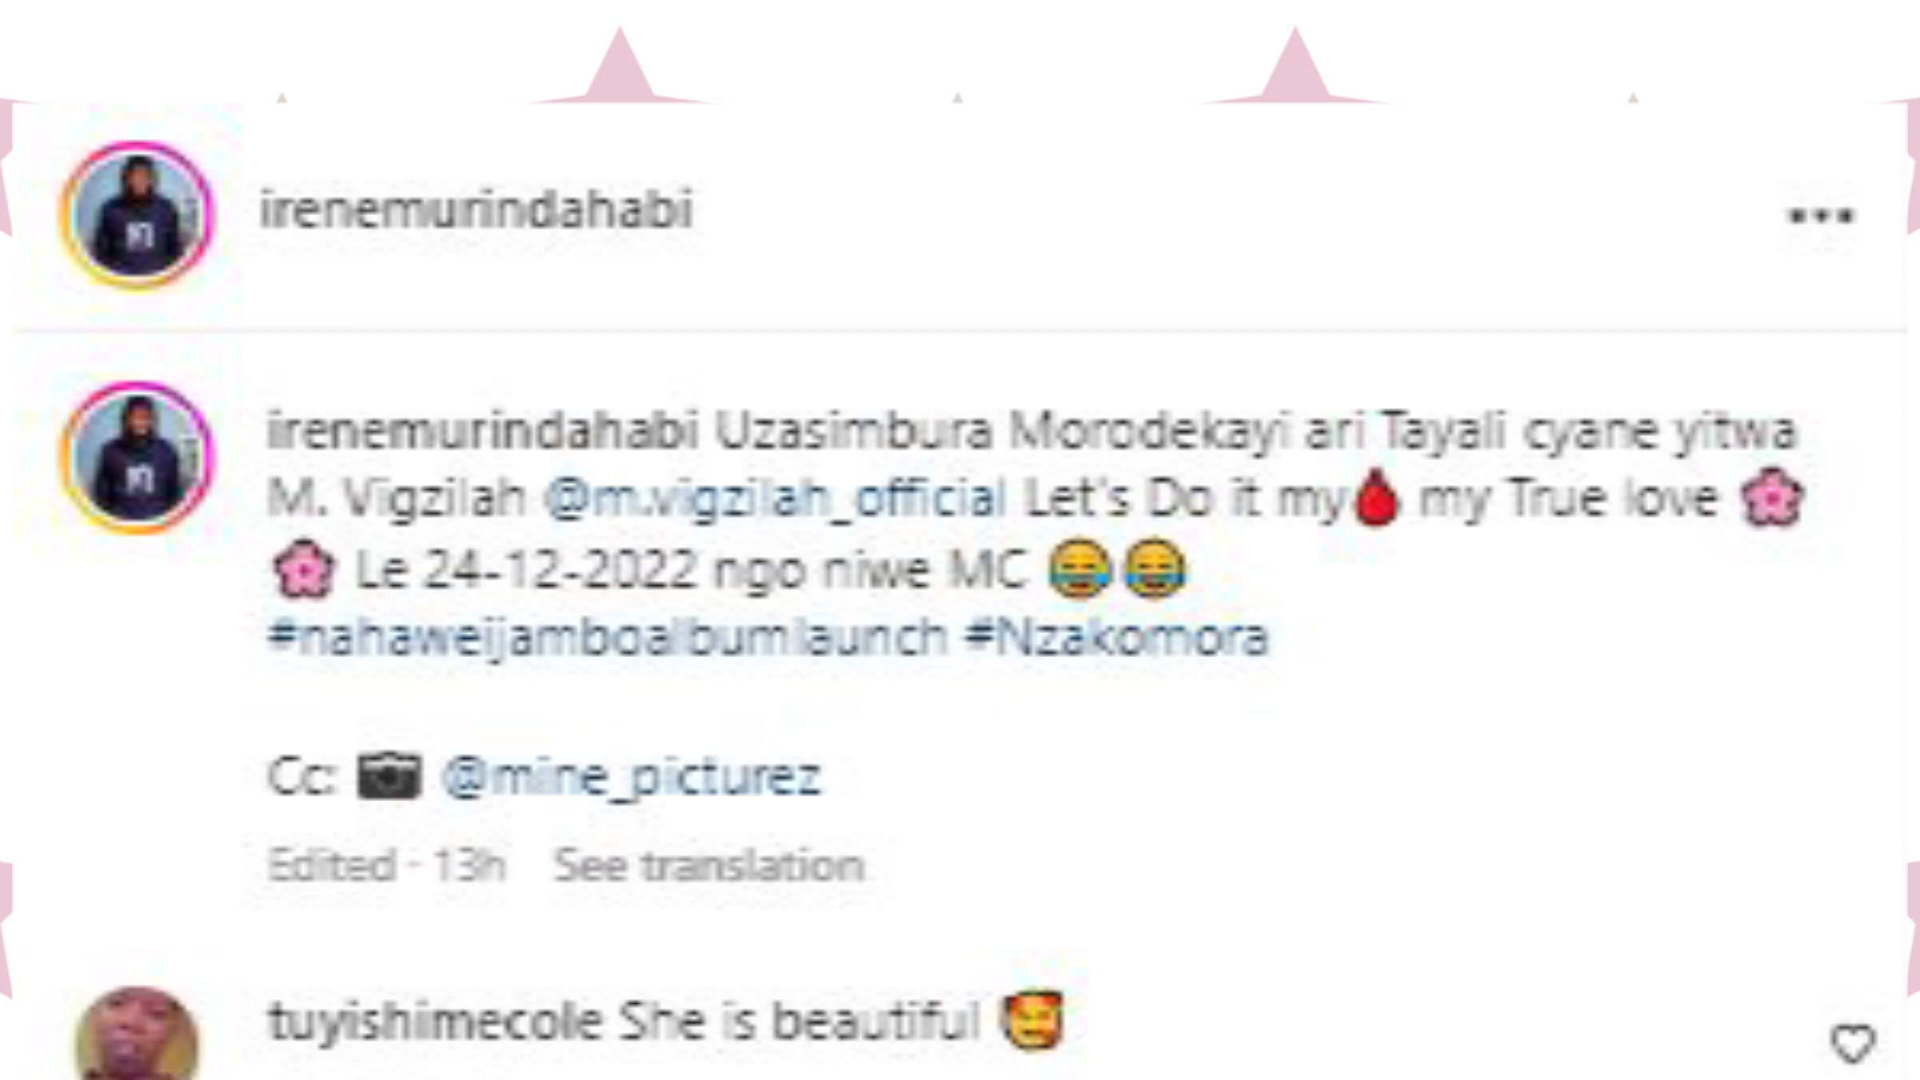 irenemurindahabi
irenemurindahabi Uzasimbura Morodekayi ari Tayali cyane yitwa
M. Vigzilah @m.vigzilah_official Let's Do it my🩸 my True love 🌸
🌸 Le 24-12-2022 ngo niwe MC 😂😂
#nahaweijamboalbumlaunch #Nzakomora
Cc: 📷 @mine_picturez
Edited · 13h See translation
tuyishimecole She is beautiful 🥰